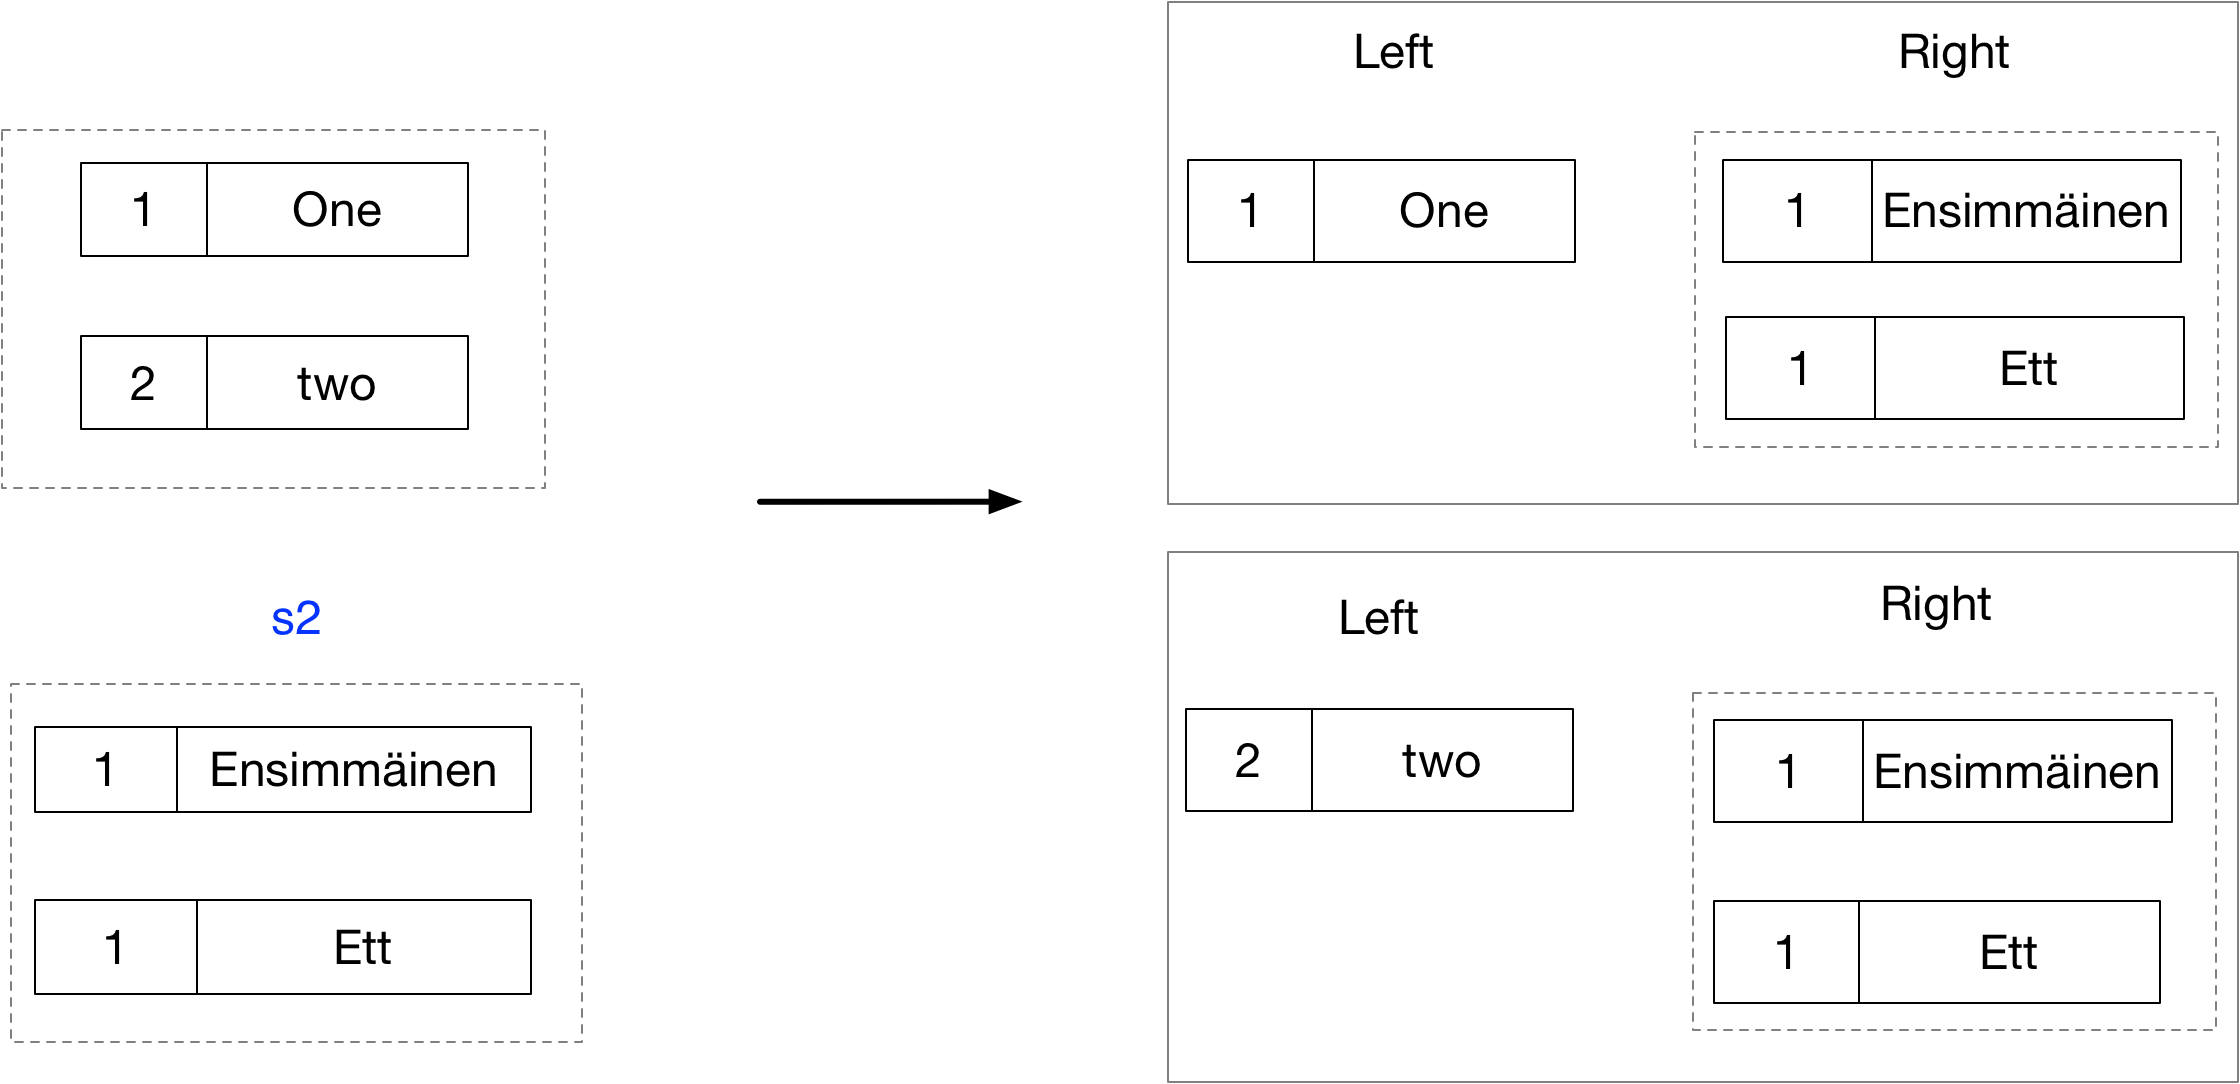 1 One
2 two
s2
1 Ensimmäinen
1 Ett
Left Right
1 One 1 Ensimmäinen
1 Ett
Left Right
2 two 1 Ensimmäinen
1 Ett